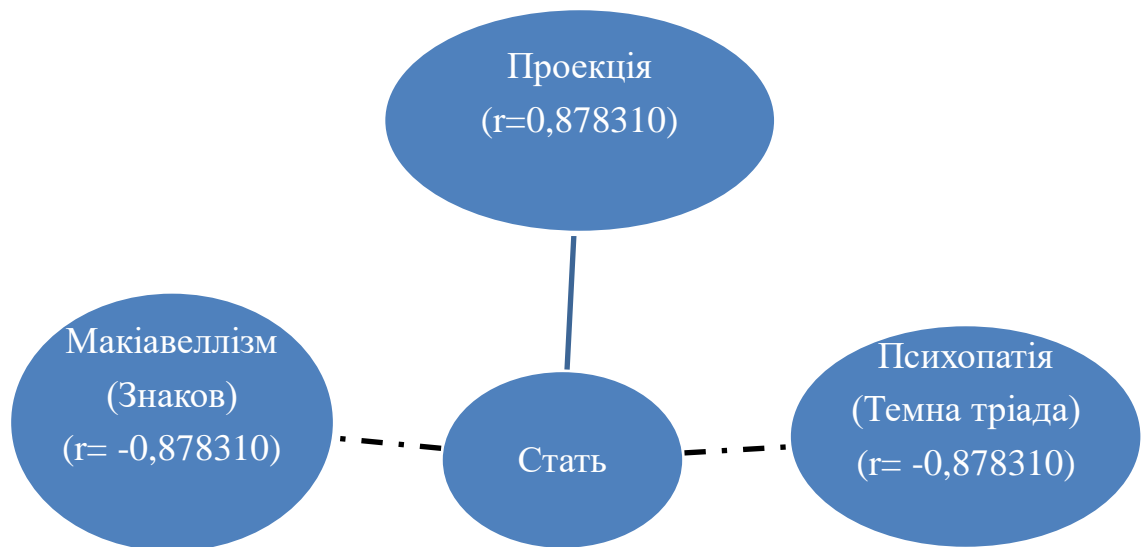 Проекція
(r=0,878310)
Макіавеллізм
(Знаков)
(r= -0,878310)
Стать
Психопатія
(Темна тріада)
(r= -0,878310)